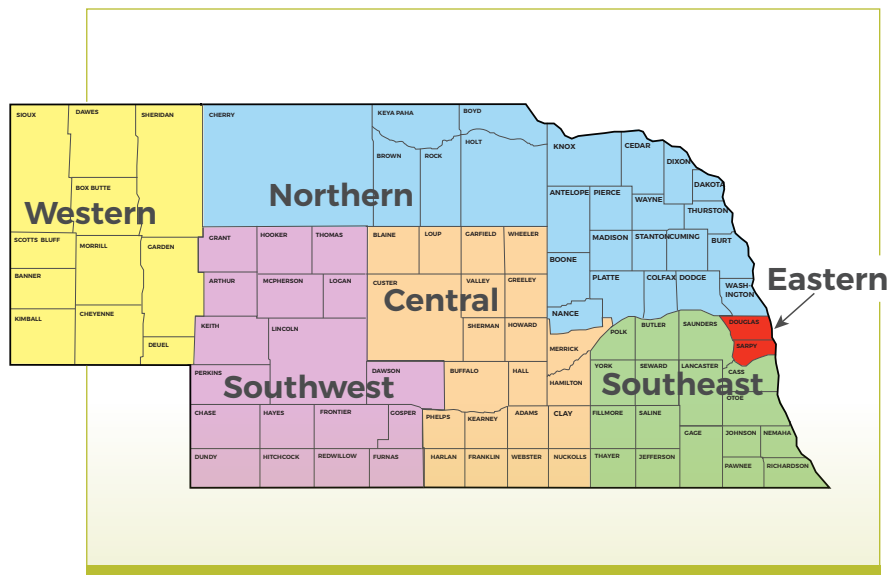 SIOUX
DAWES
SHERIDAN
CHERRY
KEYA PAHA
BOYD
HOLT
BROWN
ROCK
KNOX
CEDAR
DIXON
DAKOTA
BOX BUTTE
Northern
ANTELOPE
PIERCE
WAYNE
THURSTON
Western
SCOTTS BLUFF
MORRILL
GARDEN
GRANT
HOOKER
THOMAS
BLAINE
LOUP
GARFIELD
WHEELER
MADISON
STANTON
CUMING
BURT
BOONE
BANNER
ARTHUR
MCPHERSON
LOGAN
CUSTER
VALLEY
GREELEY
PLATTE
COLFAX
DODGE
WASH-
INGTON
Eastern
Central
KIMBALL
CHEYENNE
DEUEL
KEITH
LINCOLN
SHERMAN
HOWARD
NANCE
MERRICK
POLK
BUTLER
SAUNDERS
DOUGLAS
SARPY
PERKINS
Southwest
DAWSON
BUFFALO
HALL
HAMILTON
YORK
SEWARD
LANCASTER
CASS
Southeast
OTOE
CHASE
HAYES
FRONTIER
GOSPER
PHELPS
KEARNEY
ADAMS
CLAY
FILLMORE
SALINE
GAGE
JOHNSON
NEMAHA
DUNDY
HITCHCOCK
REDWILLOW
FURNAS
HARLAN
FRANKLIN
WEBSTER
NUCKOLLS
THAYER
JEFFERSON
PAWNEE
RICHARDSON